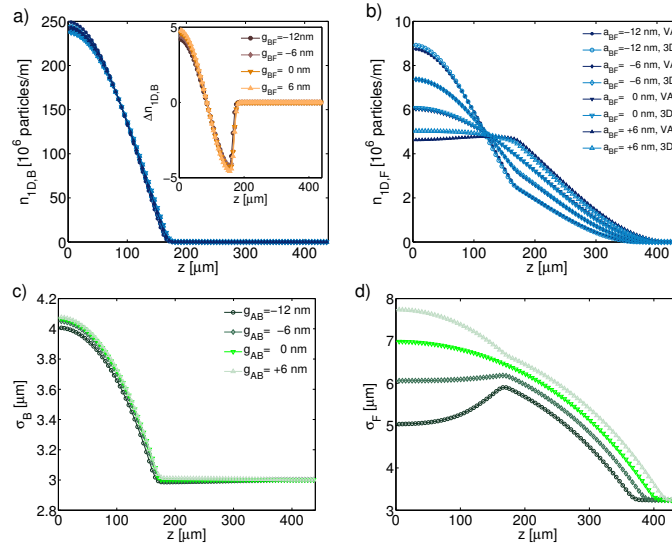 a)
n1D,B [10^6 particles/m]
250
200
150
100
50
0
0 100 200 300 400
z [μm]
Δn1D,B
5
0
−5
0 200 400
z [μm]
gBF=−12nm
gBF= −6 nm
gBF= 0 nm
gBF= 6 nm
b)
n1D,F [10^6 particles/m]
10
8
6
4
2
0
0 100 200 300 400
z [μm]
aBF=−12 nm, VA
aBF=−12 nm, 3D
aBF= −6 nm, VA
aBF= −6 nm, 3D
aBF= 0 nm, VA
aBF= 0 nm, 3D
aBF=+6 nm, VA
aBF=+6 nm, 3D
c)
σB [μm]
4.2
4
3.8
3.6
3.4
3.2
3
2.8
0 100 200 300 400
z [μm]
gAB=−12 nm
gAB= −6 nm
gAB= 0 nm
gAB= +6 nm
d)
σF [μm]
8
7
6
5
4
3
0 100 200 300 400
z [μm]